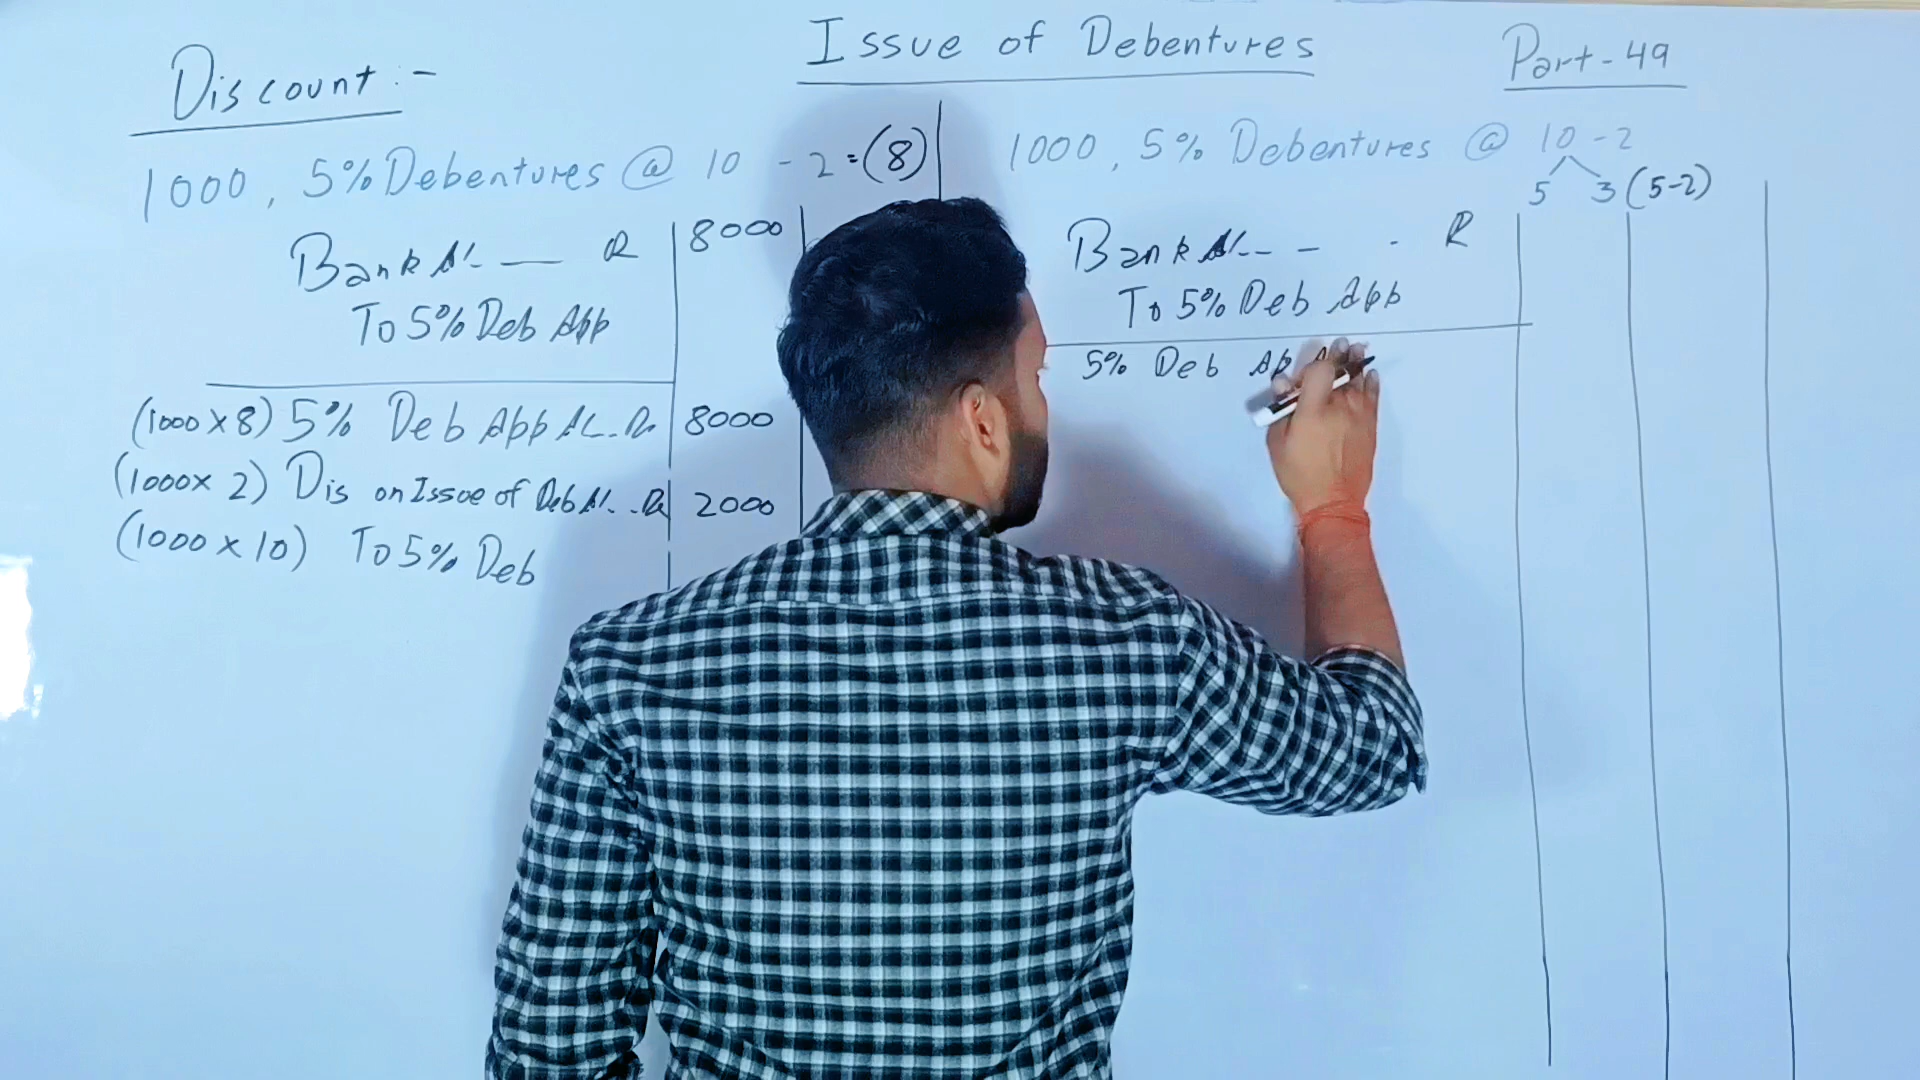 Issue of Debentures
Part-49
Discount:-
1000, 5% Debentures @ 10 - 2 = (8)
Bank A/- — Dr 8000
To 5% Deb App
(1000 x 8) 5% Deb App A/c.. Dr 8000
(1000 x 2) Dis on Issue of Deb A/.. Dr 2000
(1000 x 10) To 5% Deb
1000, 5% Debentures @ 10 - 2
5 3 (5-2)
Bank A/-- - - Dr
To 5% Deb App
5% Deb Ap